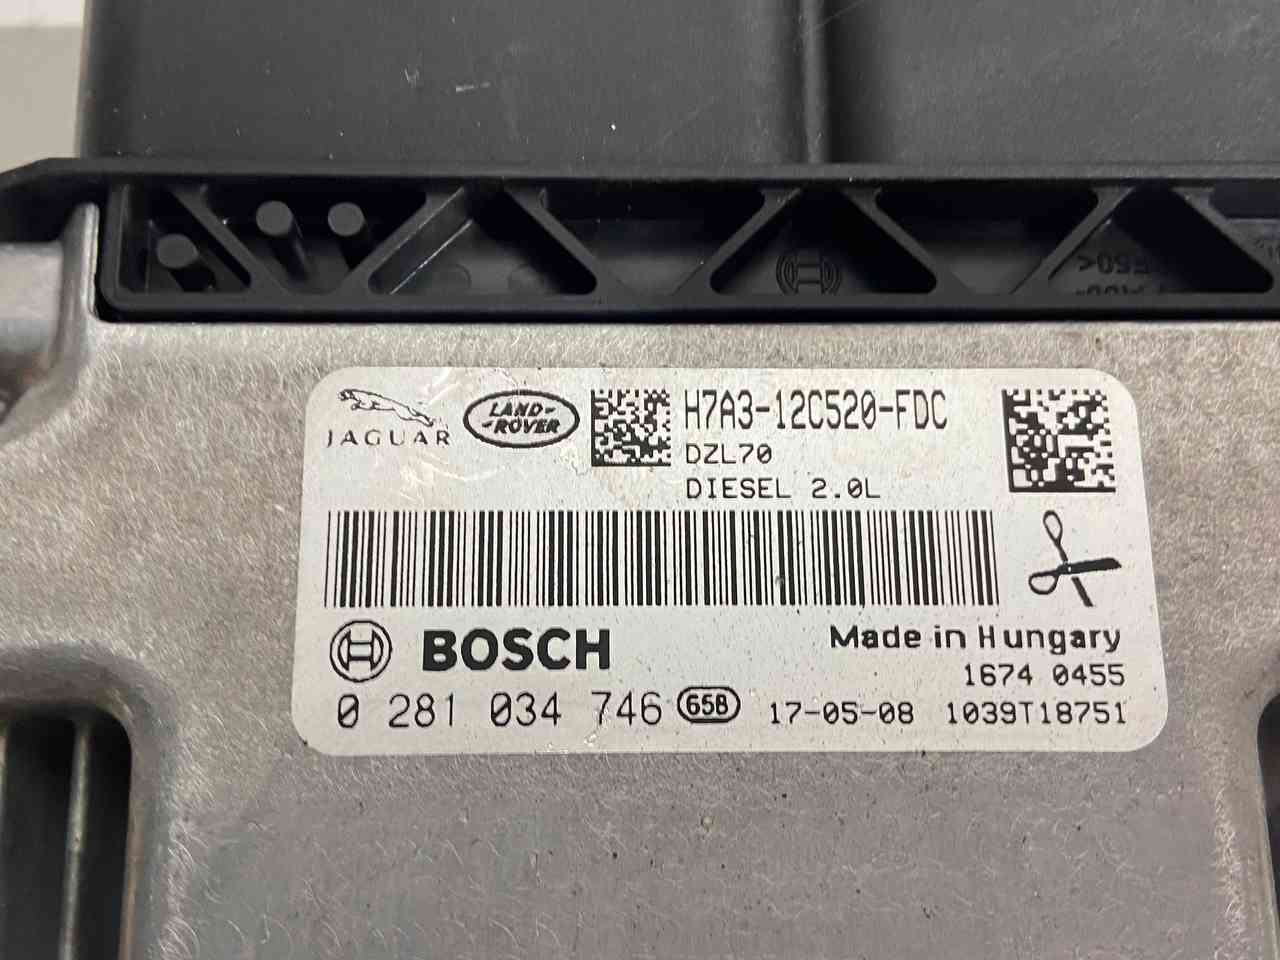 JAGUAR
LAND-
-ROVER
H7A3-12C520-FDC
DZL70
DIESEL 2.0L
BOSCH
Made in Hungary
1674 0455
0 281 034 746 65B 17-05-08 1039T18751